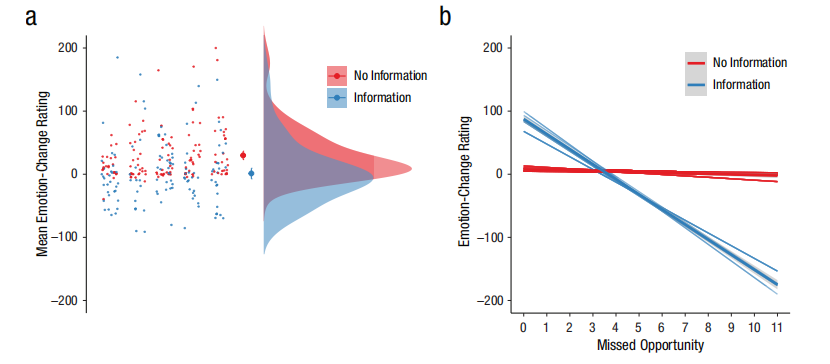 a
Mean Emotion-Change Rating
200
100
0
−100
−200
No Information
Information
b
Emotion-Change Rating
200
100
0
−100
−200
No Information
Information
0 1 2 3 4 5 6 7 8 9 10 11
Missed Opportunity